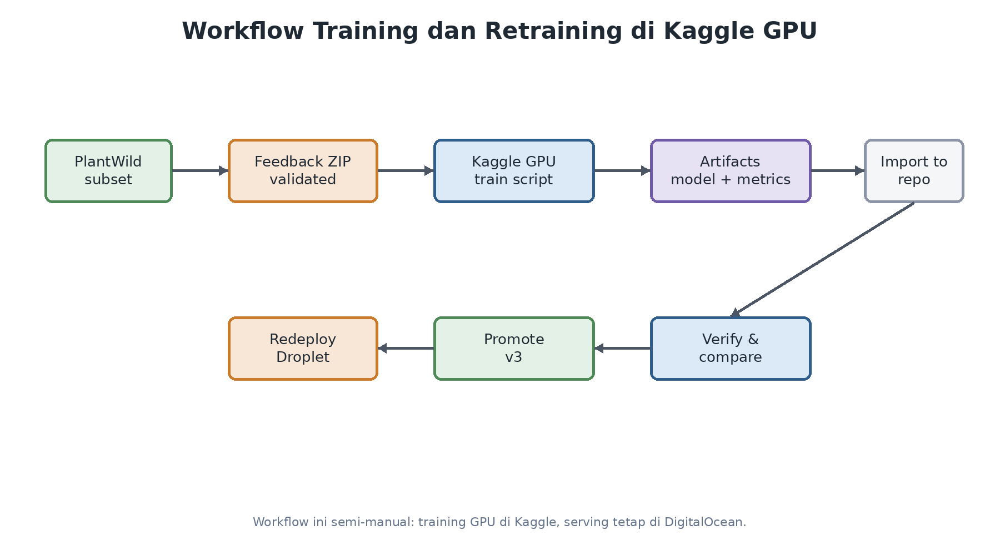 Workflow Training dan Retraining di Kaggle GPU
PlantWild
subset
Feedback ZIP
validated
Kaggle GPU
train script
Artifacts
model + metrics
Import to
repo
Verify &
compare
Promote
v3
Redeploy
Droplet
Workflow ini semi-manual: training GPU di Kaggle, serving tetap di DigitalOcean.